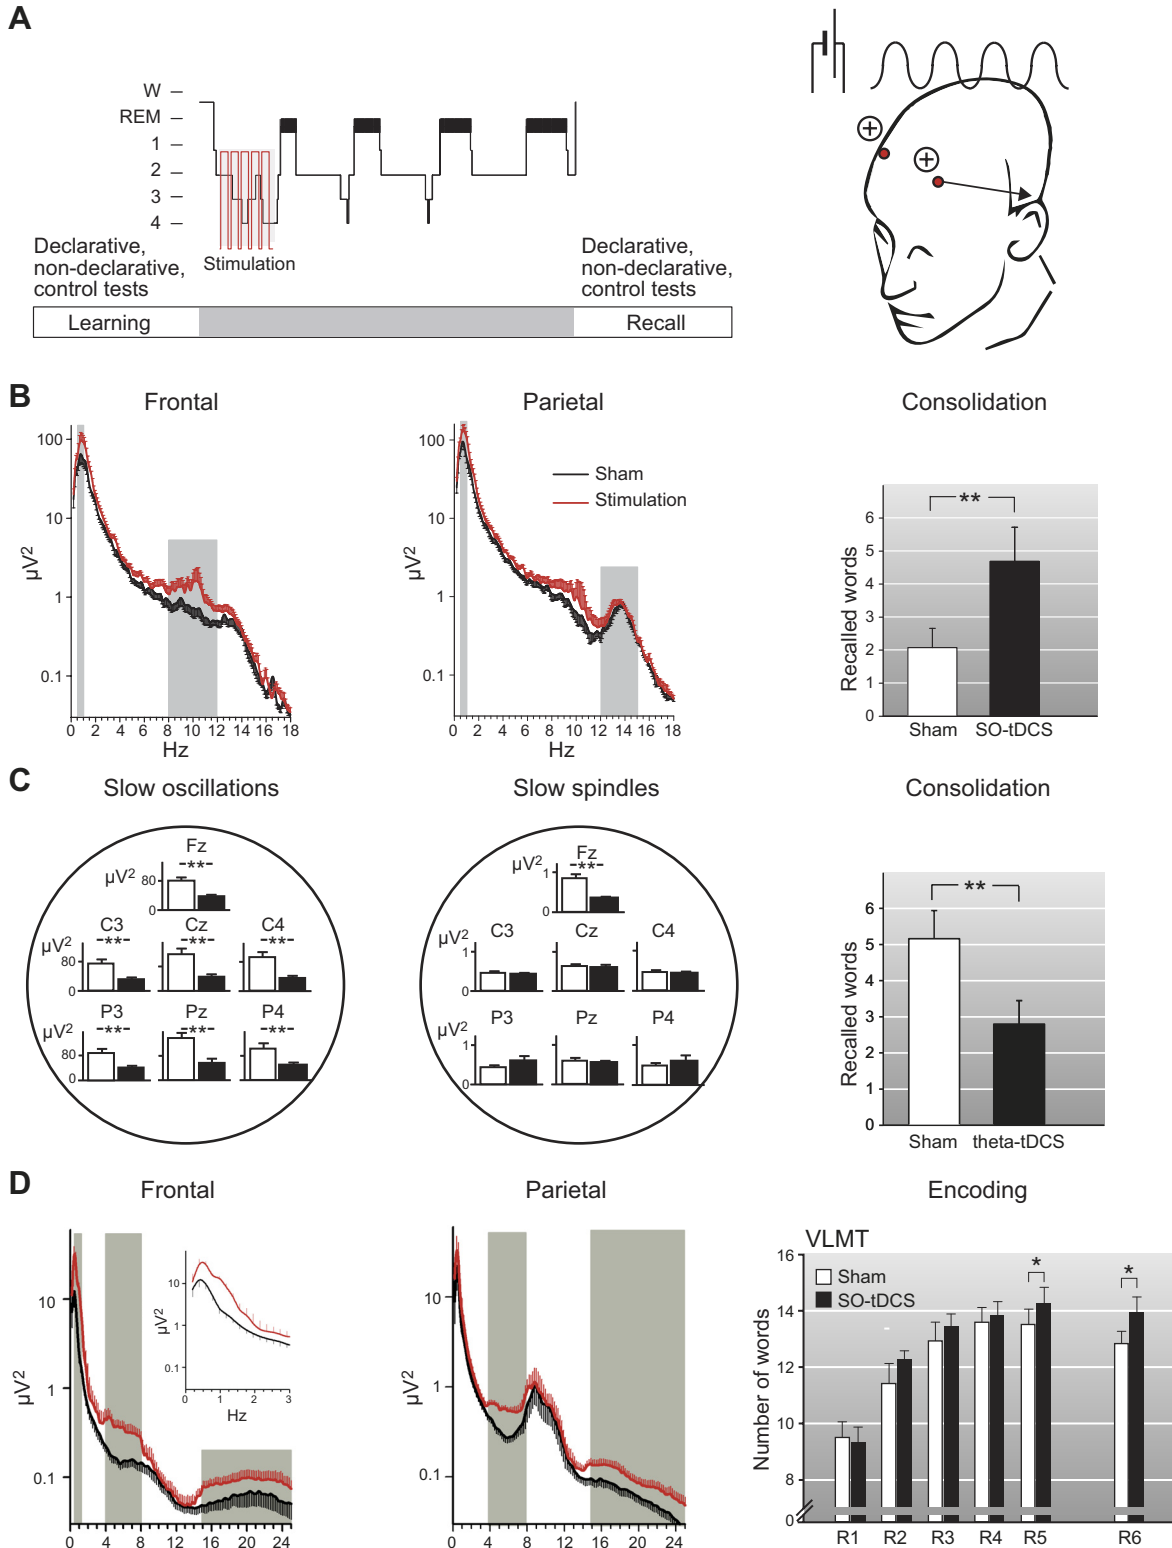 A
W
REM
1
2
3
4
Stimulation
Declarative,
non-declarative,
control tests
Declarative,
non-declarative,
control tests
Learning
Recall
+
+
B
Frontal
Parietal
Consolidation
µV2
100
10
1
0.1
0 2 4 6 8 10 12 14 16 18
Hz
µV2
100
10
1
0.1
0 2 4 6 8 10 12 14 16 18
Hz
Sham
Stimulation
Recalled words
6
5
4
3
2
1
0
**
Sham SO-tDCS
C
Slow oscillations
Slow spindles
Consolidation
Fz
µV2 80
0
**
C3 Cz C4
µV2
80
0
** ** **
P3 Pz P4
µV2
80
0
** ** **
Fz
µV2
1
0
**
C3 Cz C4
µV2
1
0
P3 Pz P4
µV2
1
0
Recalled words
6
5
4
3
2
1
0
**
Sham theta-tDCS
D
Frontal
Parietal
Encoding
µV2
10
1
0.1
0 4 8 12 16 20 24
µV2
10
1
0.1
0 1 2 3
Hz
µV2
10
1
0.1
0 4 8 12 16 20 24
VLMT
Number of words
16
14
12
10
8
0
Sham
SO-tDCS
*
*
R1 R2 R3 R4 R5 R6